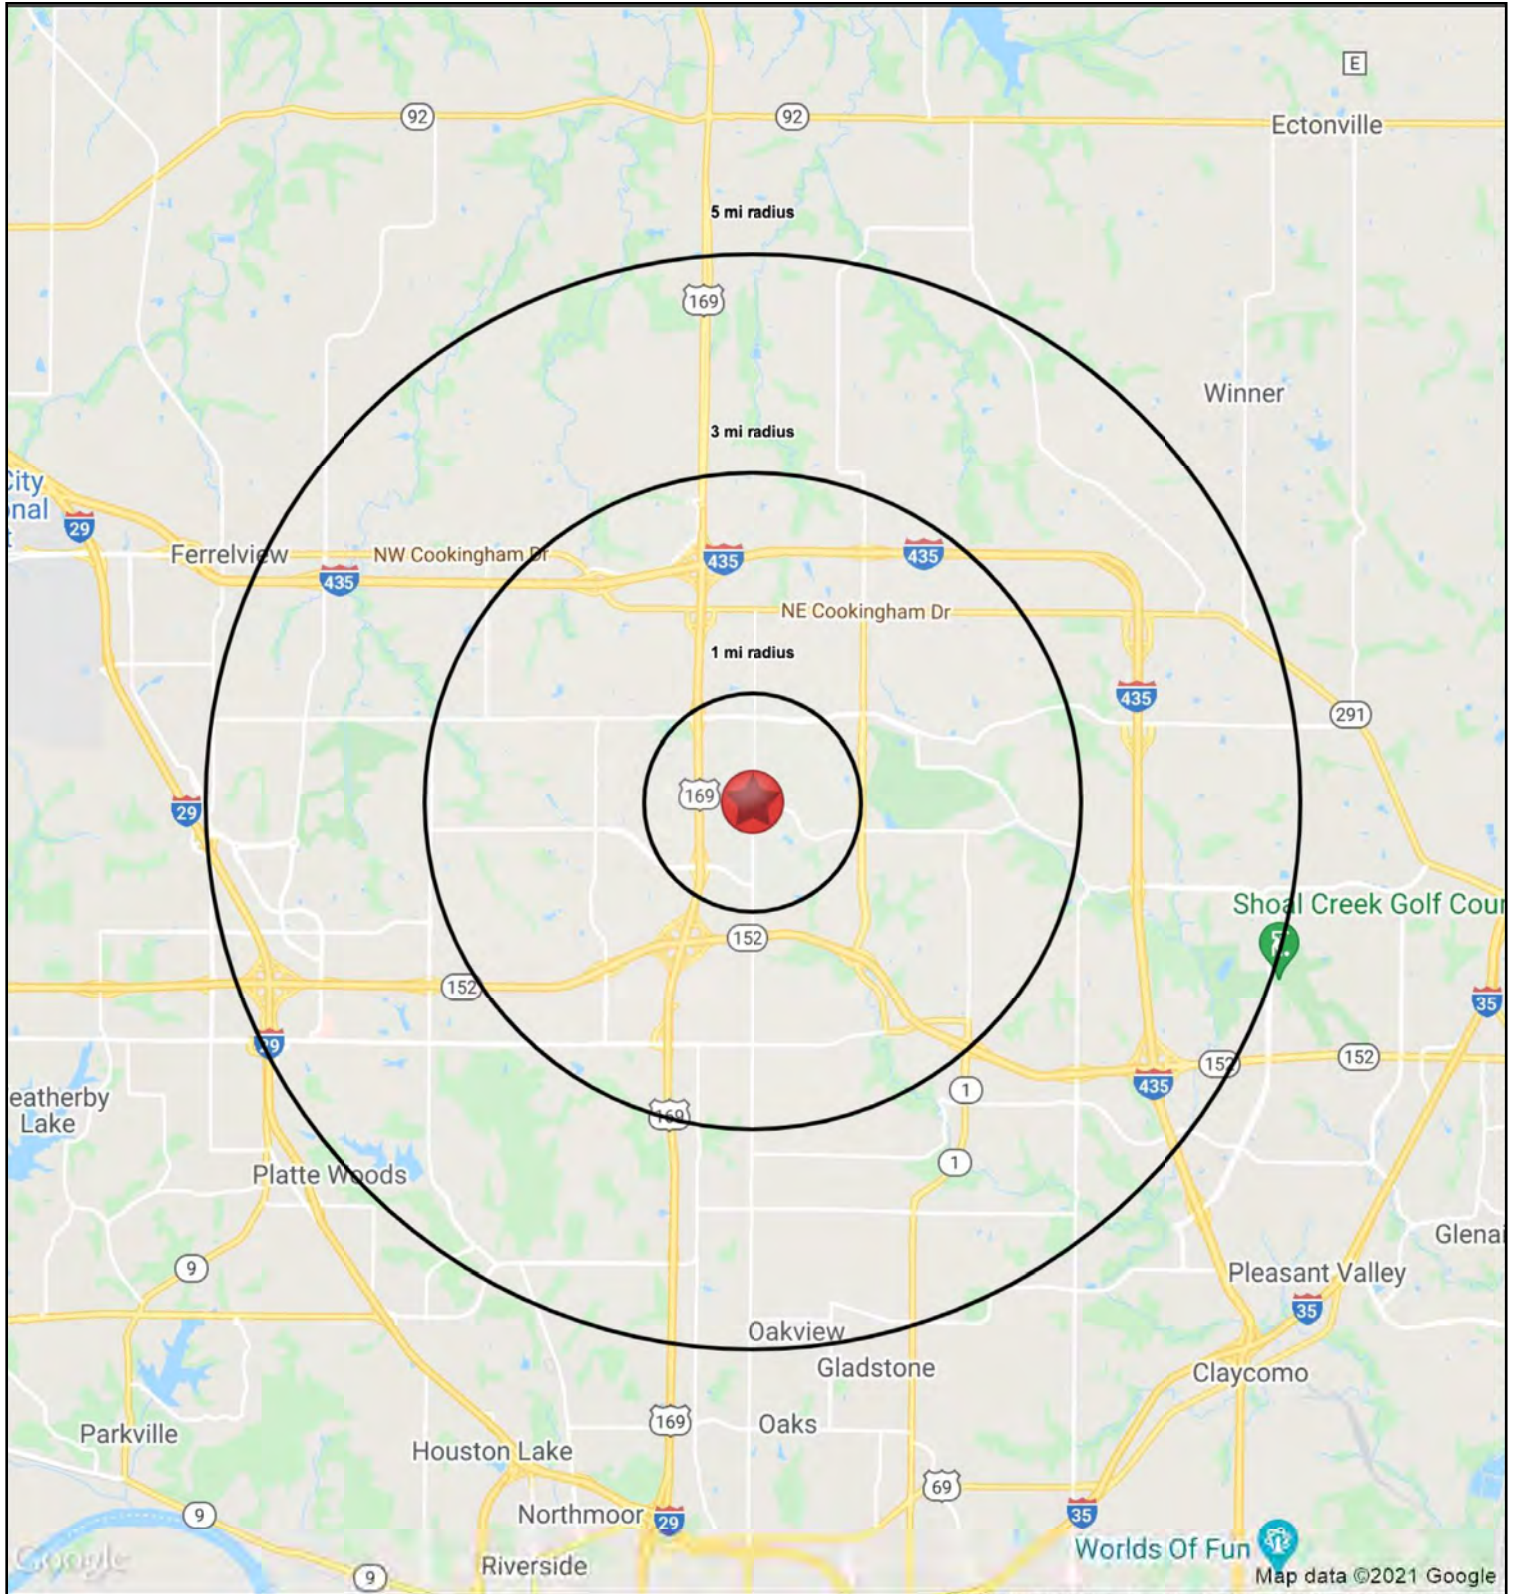 E
92
92
Ectonville
5 mi radius
169
Winner
3 mi radius
City
onal
29
Ferrelview
NW Cookingham Dr
435
435
435
NE Cookingham Dr
1 mi radius
435
291
169
29
Shoal Creek Golf Cour
152
152
35
29
152
152
435
1
eatherby
Lake
169
1
Platte Woods
Glenai
9
Pleasant Valley
35
Oakview
Gladstone
Claycomo
169
Oaks
Parkville
Houston Lake
69
Northmoor
29
35
9
Worlds Of Fun
Google
Riverside
9
Map data ©2021 Google